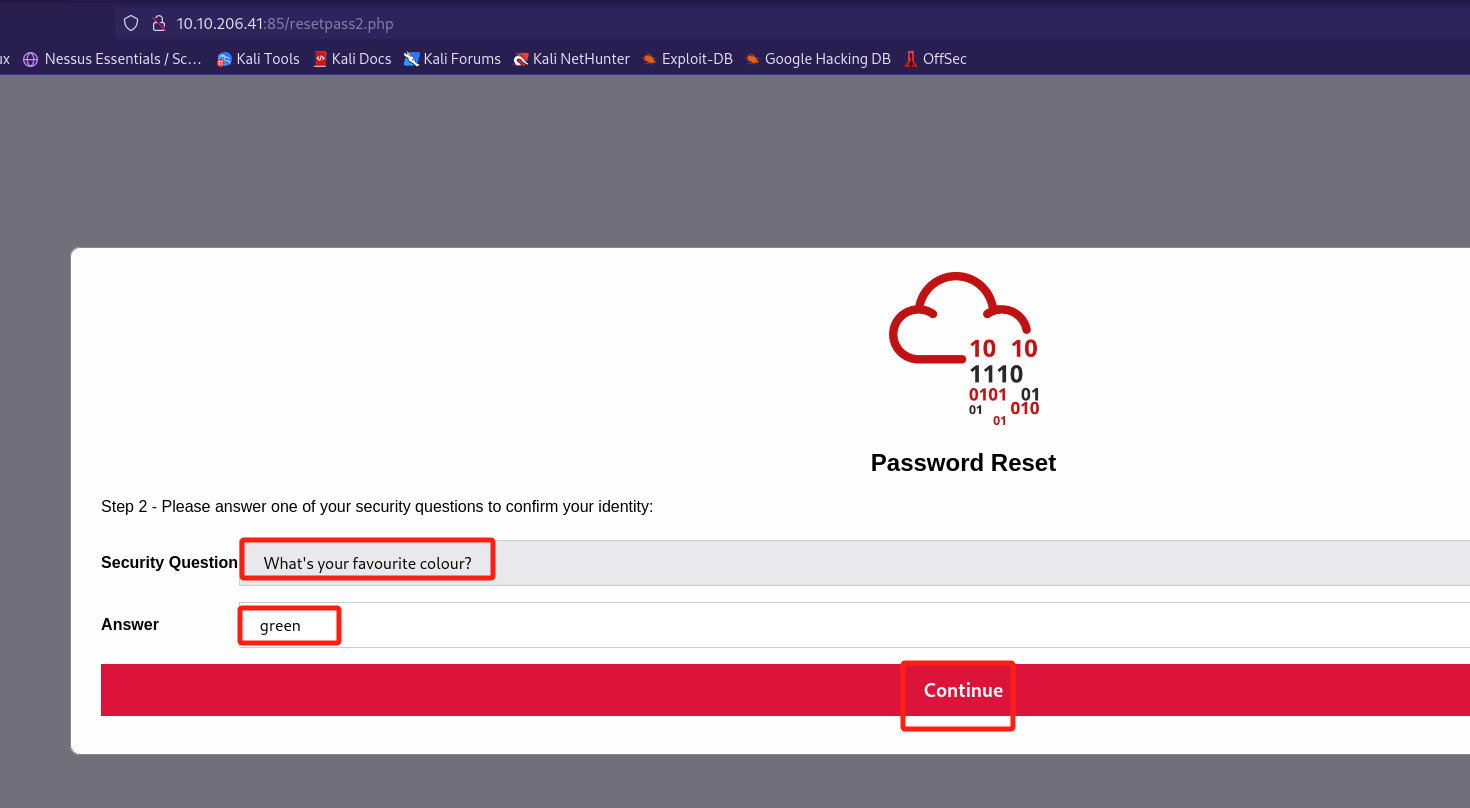 10.10.206.41:85/resetpass2.php
ux Nessus Essentials / Sc... Kali Tools Kali Docs Kali Forums Kali NetHunter Exploit-DB Google Hacking DB OffSec
10 10
1110
0101 01
01 010
01
Password Reset
Step 2 - Please answer one of your security questions to confirm your identity:
Security Question What's your favourite colour?
Answer green
Continue